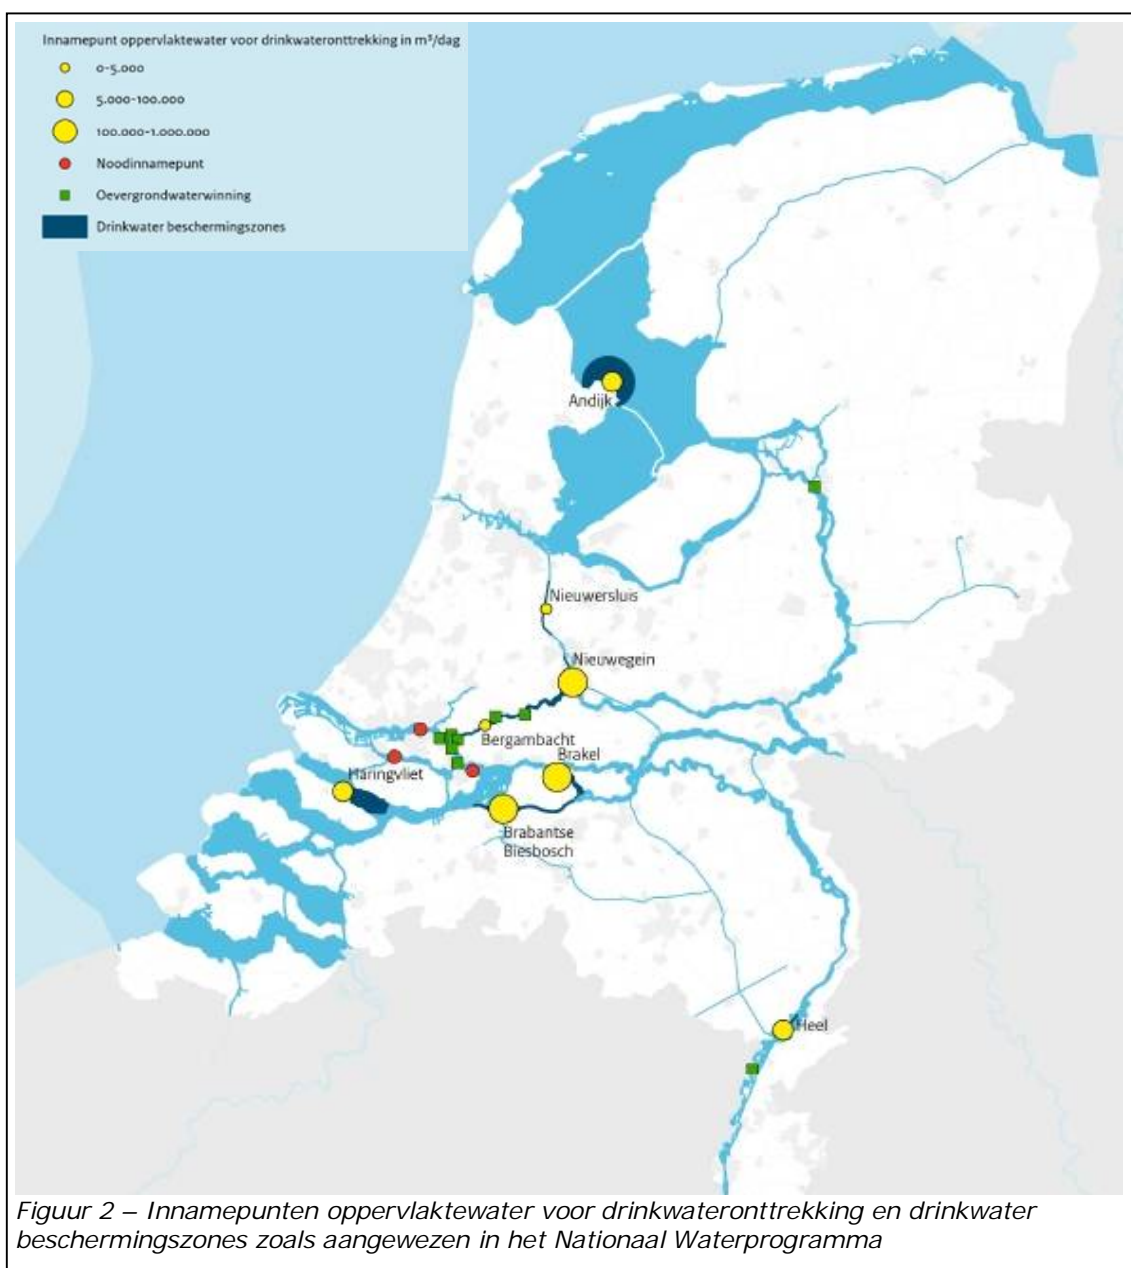 Innamepunt oppervlaktewater voor drinkwateronttrekking in m³/dag
0-5.000
5.000-100.000
100.000-1.000.000
Noodinnamepunt
Oevergrondwaterwinning
Drinkwater beschermingszones
Andijk
Nieuwersluis
Nieuwegein
Bergambacht
Brakel
Haringvliet
Brabantse
Biesbosch
Heel
Figuur 2 – Innamepunten oppervlaktewater voor drinkwateronttrekking en drinkwater
beschermingszones zoals aangewezen in het Nationaal Waterprogramma